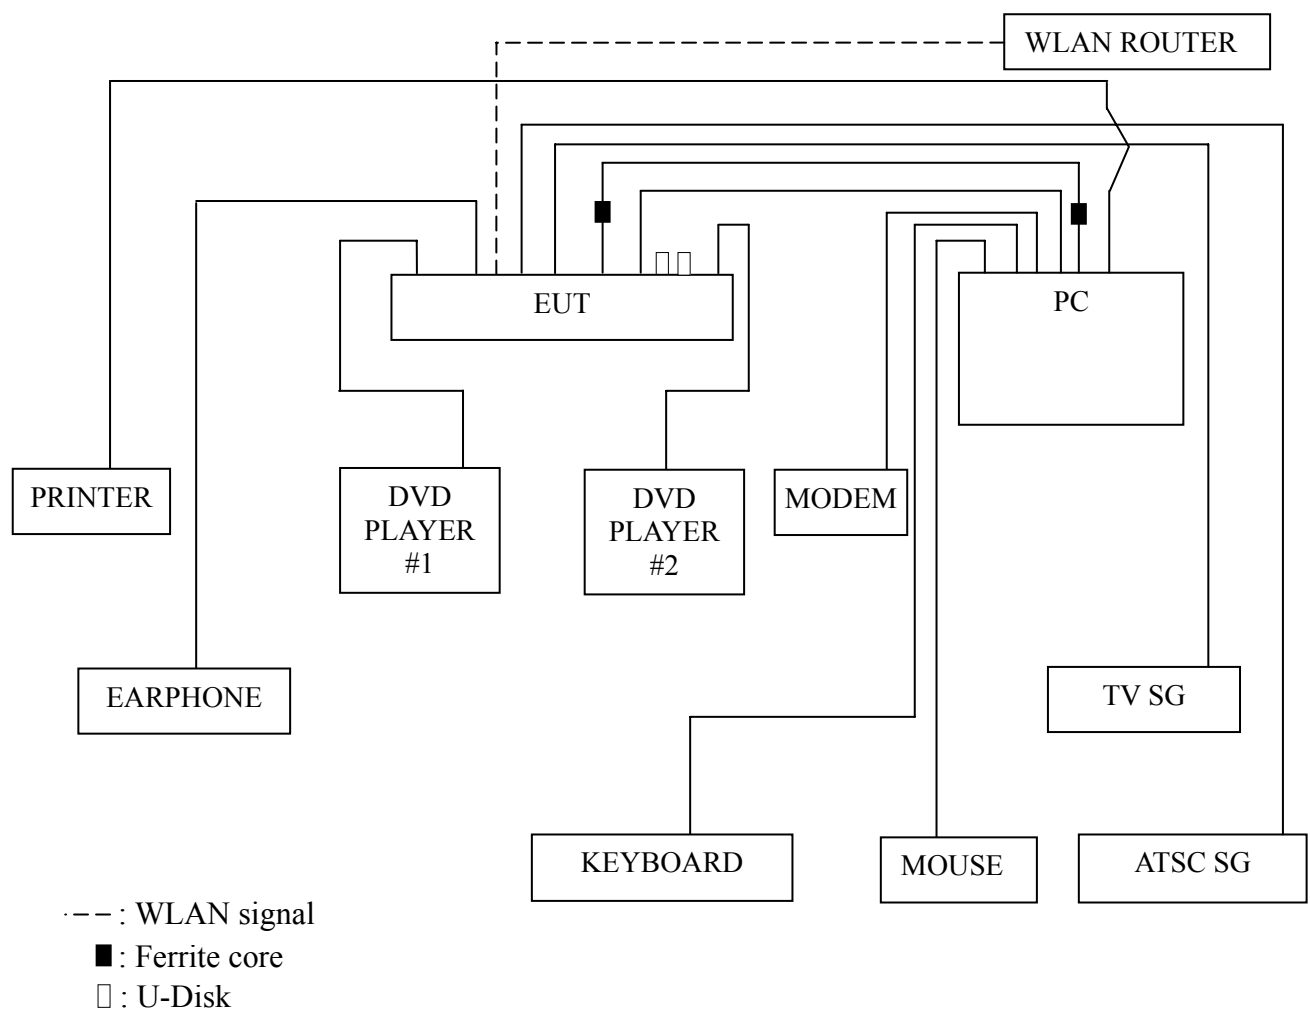 WLAN ROUTER
EUT
PC
PRINTER
DVD
PLAYER
#1
DVD
PLAYER
#2
MODEM
EARPHONE
TV SG
KEYBOARD
MOUSE
ATSC SG
: WLAN signal
: Ferrite core
: U-Disk